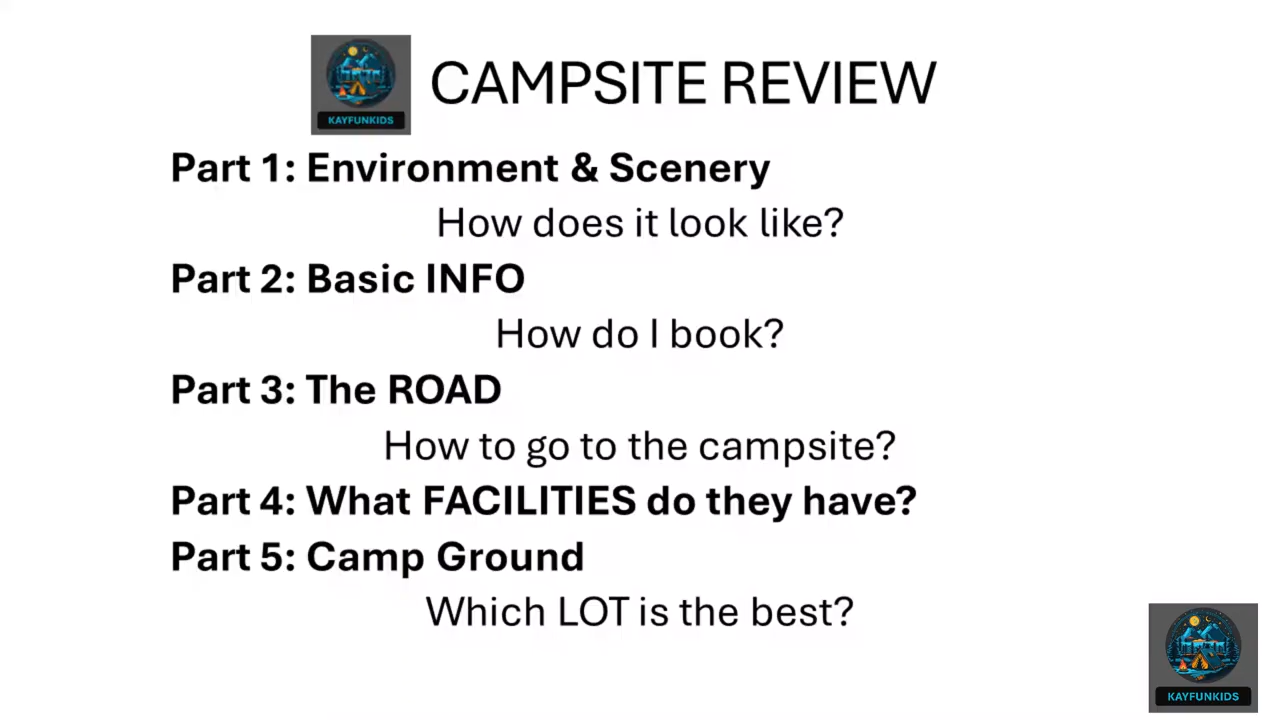 KAYFUNKIDS
CAMPSITE REVIEW
Part 1: Environment & Scenery
How does it look like?
Part 2: Basic INFO
How do I book?
Part 3: The ROAD
How to go to the campsite?
Part 4: What FACILITIES do they have?
Part 5: Camp Ground
Which LOT is the best?
KAYFUNKIDS